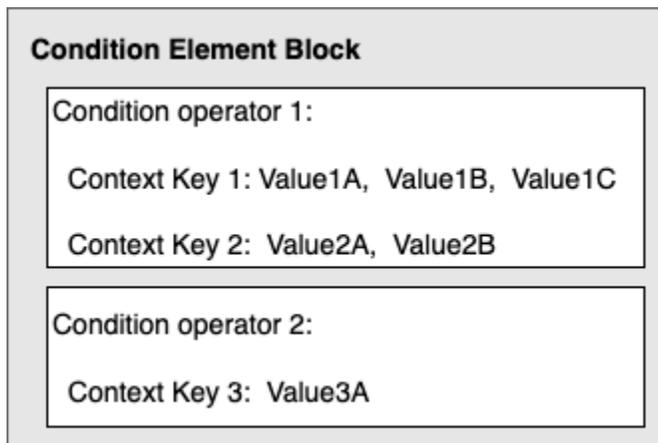 Condition Element Block
Condition operator 1:
Context Key 1: Value1A, Value1B, Value1C
Context Key 2: Value2A, Value2B
Condition operator 2:
Context Key 3: Value3A